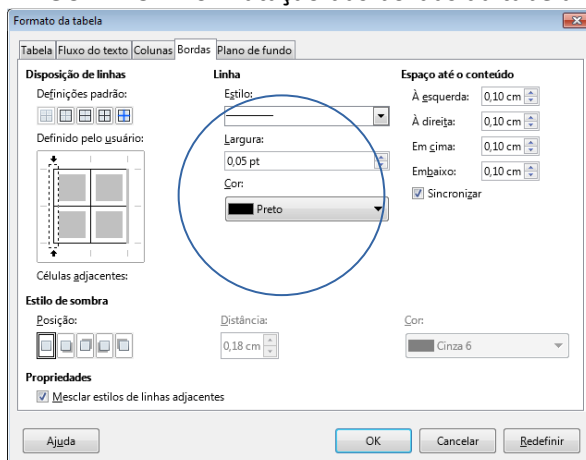 Formato da tabela
Tabela Fluxo do texto Colunas Bordas Plano de fundo
Disposição de linhas
Definições padrão:
Definido pelo usuário:
Células adjacentes:
Linha
Estilo:
Largura:
0,05 pt
Cor:
Preto
Espaço até o conteúdo
À esquerda: 0,10 cm
À direita: 0,10 cm
Em cima: 0,10 cm
Embaixo: 0,10 cm
Sincronizar
Estilo de sombra
Posição:
Distância:
0,18 cm
Cor:
Cinza 6
Propriedades
Mesclar estilos de linhas adjacentes
Ajuda OK Cancelar Redefinir